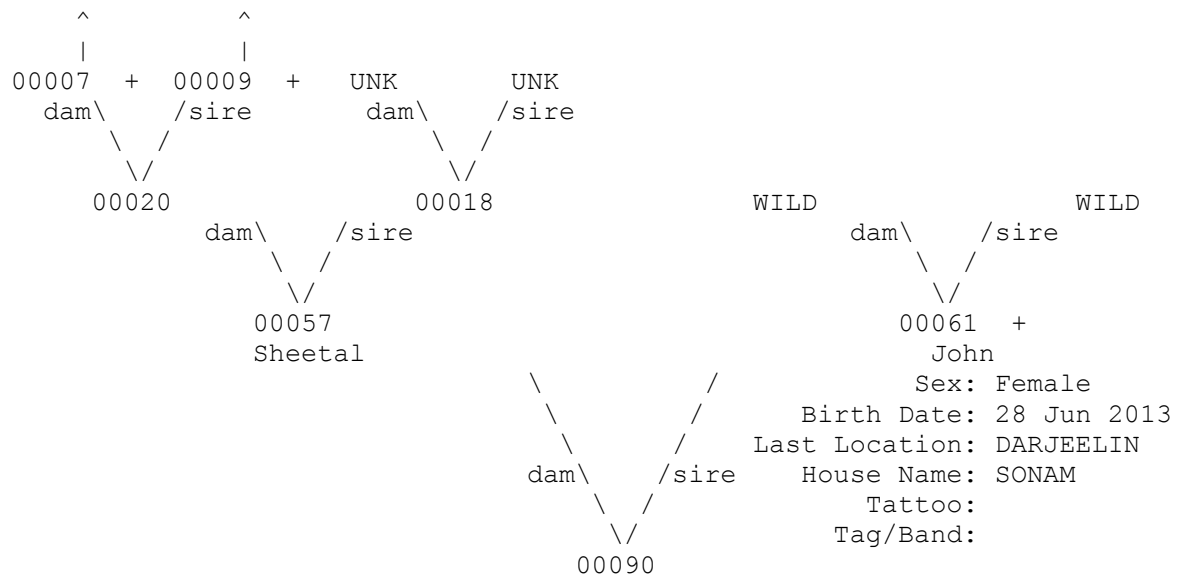 ^ ^
| |
00007 + 00009 + UNK UNK
dam\ /sire dam\ /sire
\ / \ /
\/ \/
00020 00018 WILD WILD
dam\ /sire dam\ /sire
\ / \ /
\/ \/
00057 00061 +
Sheetal John
\ / Sex: Female
\ / Birth Date: 28 Jun 2013
\ / Last Location: DARJEELIN
dam\ /sire House Name: SONAM
\ / Tattoo:
\/ Tag/Band:
00090